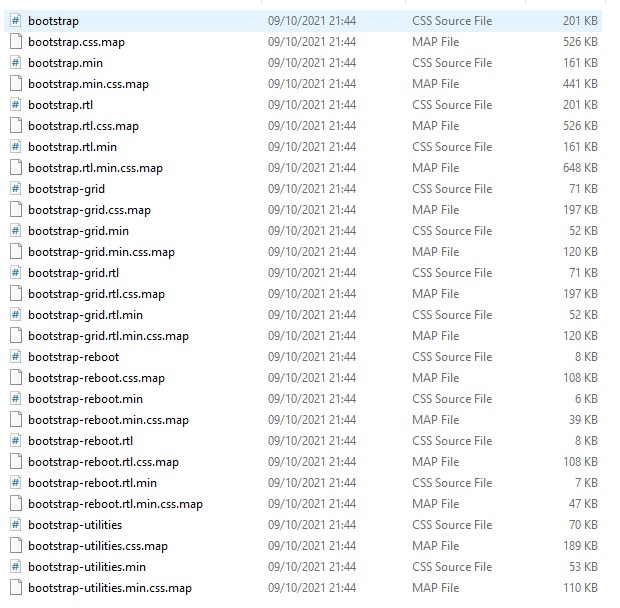 bootstrap 09/10/2021 21:44 CSS Source File 201 KB
bootstrap.css.map 09/10/2021 21:44 MAP File 526 KB
bootstrap.min 09/10/2021 21:44 CSS Source File 161 KB
bootstrap.min.css.map 09/10/2021 21:44 MAP File 441 KB
bootstrap.rtl 09/10/2021 21:44 CSS Source File 201 KB
bootstrap.rtl.css.map 09/10/2021 21:44 MAP File 526 KB
bootstrap.rtl.min 09/10/2021 21:44 CSS Source File 161 KB
bootstrap.rtl.min.css.map 09/10/2021 21:44 MAP File 648 KB
bootstrap-grid 09/10/2021 21:44 CSS Source File 71 KB
bootstrap-grid.css.map 09/10/2021 21:44 MAP File 197 KB
bootstrap-grid.min 09/10/2021 21:44 CSS Source File 52 KB
bootstrap-grid.min.css.map 09/10/2021 21:44 MAP File 120 KB
bootstrap-grid.rtl 09/10/2021 21:44 CSS Source File 71 KB
bootstrap-grid.rtl.css.map 09/10/2021 21:44 MAP File 197 KB
bootstrap-grid.rtl.min 09/10/2021 21:44 CSS Source File 52 KB
bootstrap-grid.rtl.min.css.map 09/10/2021 21:44 MAP File 120 KB
bootstrap-reboot 09/10/2021 21:44 CSS Source File 8 KB
bootstrap-reboot.css.map 09/10/2021 21:44 MAP File 108 KB
bootstrap-reboot.min 09/10/2021 21:44 CSS Source File 6 KB
bootstrap-reboot.min.css.map 09/10/2021 21:44 MAP File 39 KB
bootstrap-reboot.rtl 09/10/2021 21:44 CSS Source File 8 KB
bootstrap-reboot.rtl.css.map 09/10/2021 21:44 MAP File 108 KB
bootstrap-reboot.rtl.min 09/10/2021 21:44 CSS Source File 7 KB
bootstrap-reboot.rtl.min.css.map 09/10/2021 21:44 MAP File 47 KB
bootstrap-utilities 09/10/2021 21:44 CSS Source File 70 KB
bootstrap-utilities.css.map 09/10/2021 21:44 MAP File 189 KB
bootstrap-utilities.min 09/10/2021 21:44 CSS Source File 53 KB
bootstrap-utilities.min.css.map 09/10/2021 21:44 MAP File 110 KB